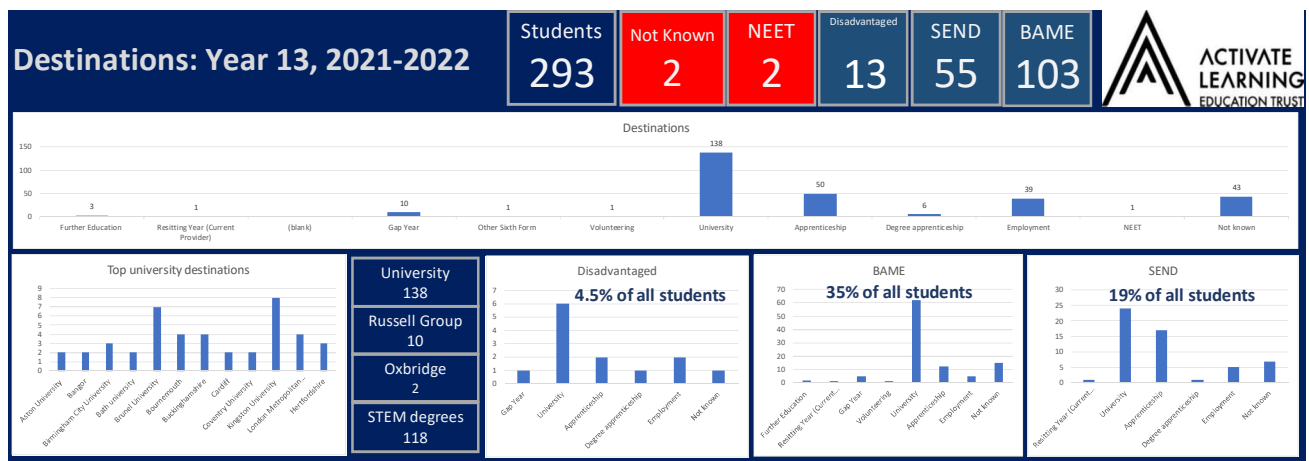 Destinations: Year 13, 2021-2022
Students
293
Not Known
2
NEET
2
Disadvantaged
13
SEND
55
BAME
103
ACTIVATE
LEARNING
EDUCATION TRUST
Destinations
150
100
50
0
3
1
10
1
1
138
50
6
39
1
43
Further Education
Resitting Year (Current
Provider)
(blank)
Gap Year
Other Sixth Form
Volunteering
University
Apprenticeship
Degree apprenticeship
Employment
NEET
Not known
Top university destinations
9
8
7
6
5
4
3
2
1
0
Aston University
Bangor
Birmingham City University
Bath university
Brunel University
Bournemouth
Buckinghamshire
Cardiff
Coventry University
Kingston University
London Metropolitan...
Hertfordshire
University
138
Russell Group
10
Oxbridge
2
STEM degrees
118
Disadvantaged
4.5% of all students
7
6
5
4
3
2
1
0
Gap Year
University
Apprenticeship
Degree apprenticeship
Employment
Not known
BAME
35% of all students
70
60
50
40
30
20
10
0
Further Education
Resitting Year (Current...
Gap Year
Volunteering
University
Apprenticeship
Employment
Not known
SEND
19% of all students
30
25
20
15
10
5
0
Resitting Year (Current...
University
Apprenticeship
Degree apprenticeship
Employment
Not known